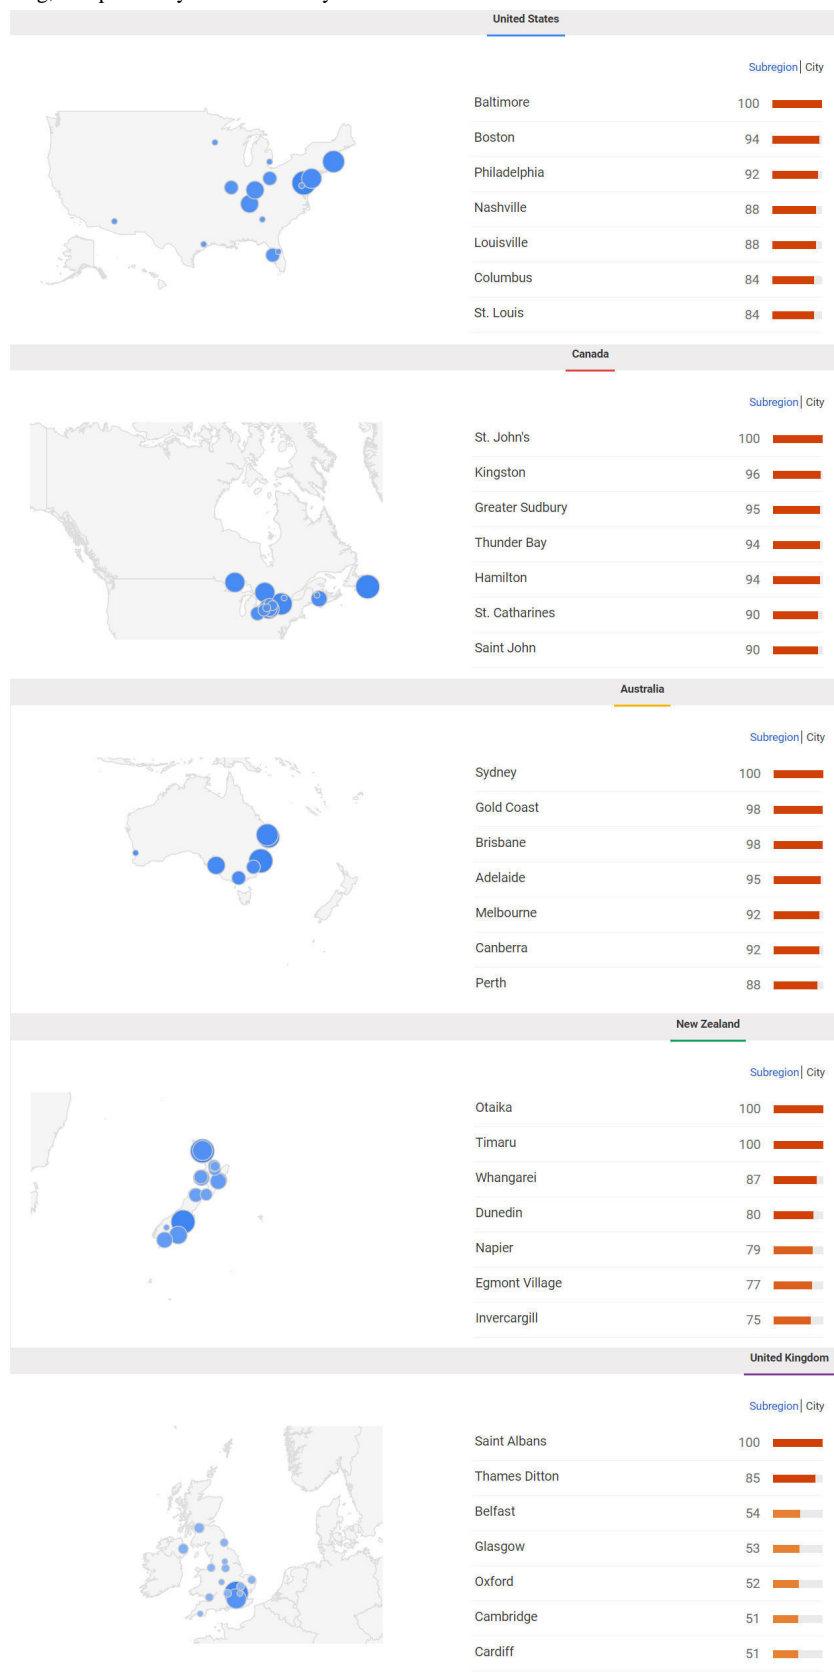 United States
Subregion | City
Baltimore 100
Boston 94
Philadelphia 92
Nashville 88
Louisville 88
Columbus 84
St. Louis 84
Canada
Subregion | City
St. John's 100
Kingston 96
Greater Sudbury 95
Thunder Bay 94
Hamilton 94
St. Catharines 90
Saint John 90
Australia
Subregion | City
Sydney 100
Gold Coast 98
Brisbane 98
Adelaide 95
Melbourne 92
Canberra 92
Perth 88
New Zealand
Subregion | City
Otaika 100
Timaru 100
Whangarei 87
Dunedin 80
Napier 79
Egmont Village 77
Invercargill 75
United Kingdom
Subregion | City
Saint Albans 100
Thames Ditton 85
Belfast 54
Glasgow 53
Oxford 52
Cambridge 51
Cardiff 51